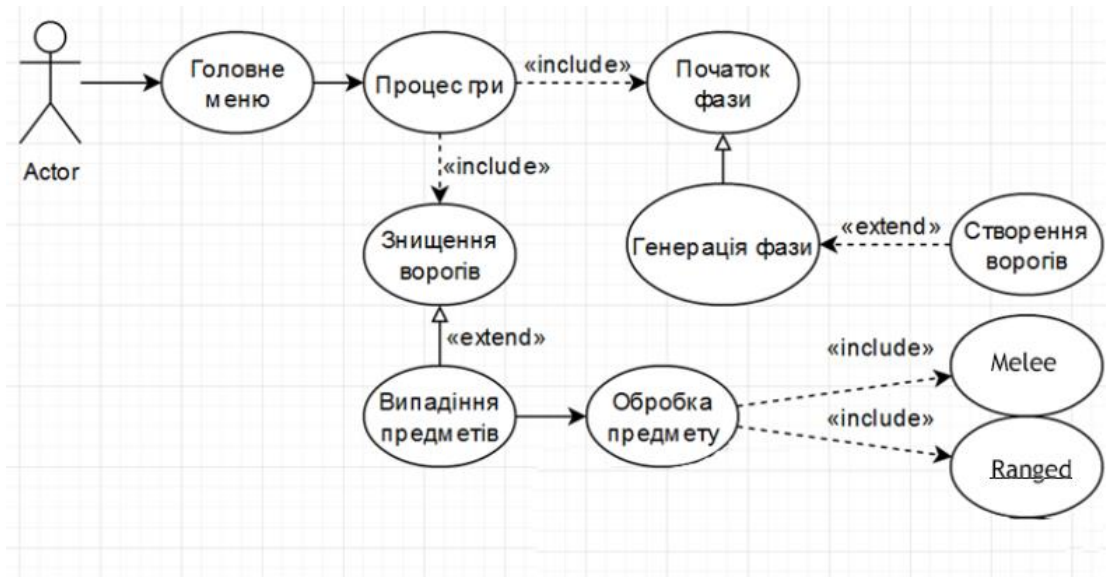 Головне
меню
Процес гри
«include»
Початок
фази
Actor
«include»
Знищення
ворогів
Генерація фази
«extend»
Створення
ворогів
«extend»
«include»
Melee
Випадіння
предметів
Обробка
предмету
«include»
Ranged